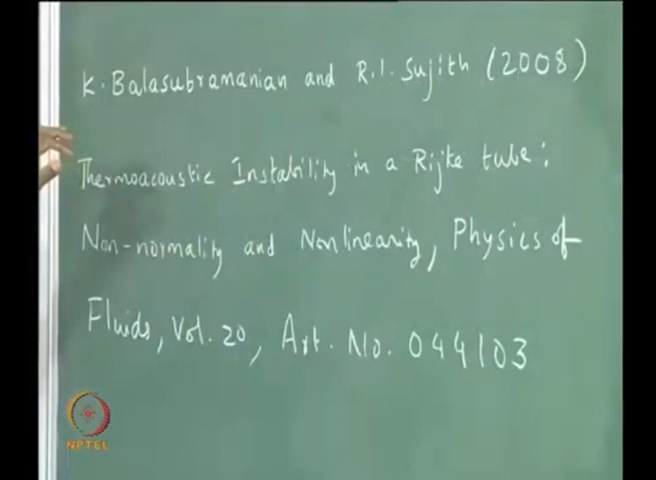 K. Balasubramanian and R.I. Sujith (2008)
Thermoacoustic Instability in a Rijke tube:
Non-normality and Nonlinearity, Physics of
Fluids, Vol. 20, Art. No. 044103
NPTEL